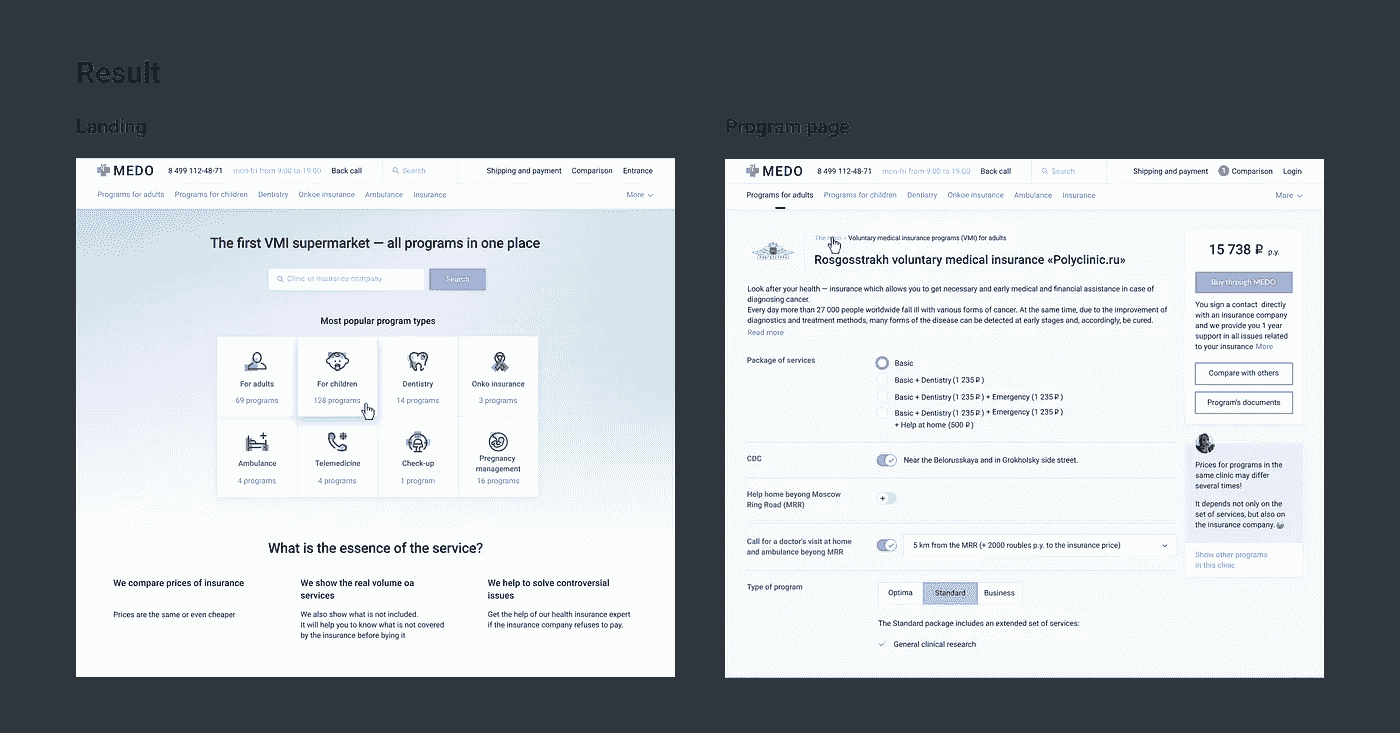 Result
Landing
MEDO 8 499 112-48-71 mon-fri from 9:00 to 19:00 Back call Search Shipping and payment Comparison Entrance
Programs for adults Programs for children Dentistry Onkoe insurance Ambulance Insurance More
The first VMI supermarket — all programs in one place
Clinic or insurance company Search
Most popular program types
For adults For children Dentistry Onko insurance
69 programs 128 programs 14 programs 3 programs
Ambulance Telemedicine Check-up Pregnancy management
4 programs 4 programs 1 program 16 programs
What is the essence of the service?
We compare prices of insurance
Prices are the same or even cheaper
We show the real volume oa
services
We also show what is not included.
It will help you to know what is not covered
by the insurance before bying it
We help to solve controversial
issues
Get the help of our health insurance expert
if the insurance company refuses to pay.
Program page
MEDO 8 499 112-48-71 mon-fri from 9:00 to 19:00 Back call Search Shipping and payment 1 Comparison Login
Programs for adults Programs for children Dentistry Onkoe insurance Ambulance Insurance More
The - Voluntary medical insurance programs (VMI) for adults
Rosgosstrakh voluntary medical insurance «Polyclinic.ru»
Look after your health — insurance which allows you to get necessary and early medical and financial assistance in case of
diagnosing cancer.
Every day more than 27 000 people worldwide fall ill with various forms of cancer. At the same time, due to the improvement of
diagnostics and treatment methods, many forms of the disease can be detected at early stages and, accordingly, be cured.
Read more
Package of services
Basic
Basic + Dentistry (1 235 ₽)
Basic + Dentistry (1 235 ₽) + Emergency (1 235 ₽)
Basic + Dentistry (1 235 ₽) + Emergency (1 235 ₽)
+ Help at home (500 ₽)
CDC Near the Belorusskaya and in Grokholsky side street.
Help home beyong Moscow
Ring Road (MRR)
Call for a doctor's visit at home
and ambulance beyong MRR
5 km from the MRR (+ 2000 roubles p.y. to the insurance price)
Type of program Optima Standard Business
The Standard package includes an extended set of services:
General clinical research
15 738 ₽ p.y.
Buy through MEDO
You sign a contact directly
with an insurance company
and we provide you 1 year
support in all issues related
to your insurance More
Compare with others
Program's documents
Prices for programs in the
same clinic may differ
several times!
It depends not only on the
set of services, but also on
the insurance company.
Show other programs
in this clinic